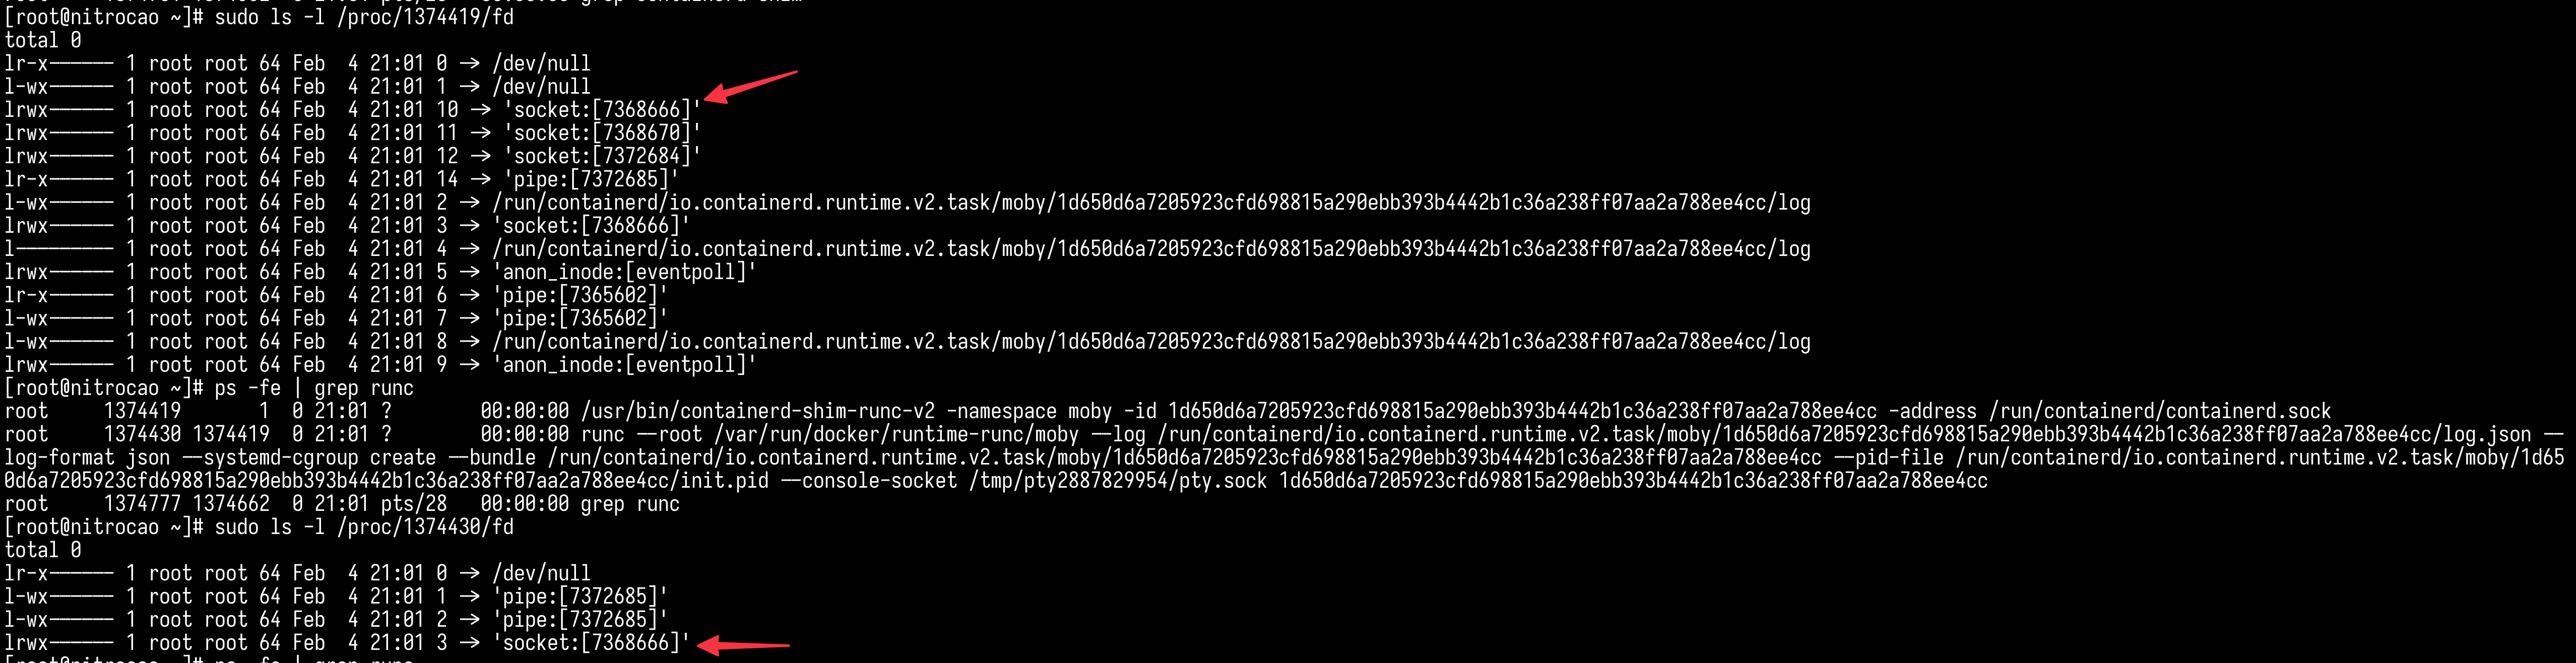 [root@nitrocao ~]# sudo ls -l /proc/1374419/fd
total 0
lr-x------ 1 root root 64 Feb  4 21:01 0 -> /dev/null
l-wx------ 1 root root 64 Feb  4 21:01 1 -> /dev/null
lrwx------ 1 root root 64 Feb  4 21:01 10 -> 'socket:[7368666]'
lrwx------ 1 root root 64 Feb  4 21:01 11 -> 'socket:[7368670]'
lrwx------ 1 root root 64 Feb  4 21:01 12 -> 'socket:[7372684]'
lr-x------ 1 root root 64 Feb  4 21:01 14 -> 'pipe:[7372685]'
l-wx------ 1 root root 64 Feb  4 21:01 2 -> /run/containerd/io.containerd.runtime.v2.task/moby/1d650d6a7205923cfd698815a290ebb393b4442b1c36a238ff07aa2a788ee4cc/log
lrwx------ 1 root root 64 Feb  4 21:01 3 -> 'socket:[7368666]'
l--------- 1 root root 64 Feb  4 21:01 4 -> /run/containerd/io.containerd.runtime.v2.task/moby/1d650d6a7205923cfd698815a290ebb393b4442b1c36a238ff07aa2a788ee4cc/log
lrwx------ 1 root root 64 Feb  4 21:01 5 -> 'anon_inode:[eventpoll]'
lr-x------ 1 root root 64 Feb  4 21:01 6 -> 'pipe:[7365602]'
l-wx------ 1 root root 64 Feb  4 21:01 7 -> 'pipe:[7365602]'
l-wx------ 1 root root 64 Feb  4 21:01 8 -> /run/containerd/io.containerd.runtime.v2.task/moby/1d650d6a7205923cfd698815a290ebb393b4442b1c36a238ff07aa2a788ee4cc/log
lrwx------ 1 root root 64 Feb  4 21:01 9 -> 'anon_inode:[eventpoll]'
[root@nitrocao ~]# ps -fe | grep runc
root     1374419       1  0 21:01 ?        00:00:00 /usr/bin/containerd-shim-runc-v2 -namespace moby -id 1d650d6a7205923cfd698815a290ebb393b4442b1c36a238ff07aa2a788ee4cc -address /run/containerd/containerd.sock
root     1374430 1374419  0 21:01 ?        00:00:00 runc --root /var/run/docker/runtime-runc/moby --log /run/containerd/io.containerd.runtime.v2.task/moby/1d650d6a7205923cfd698815a290ebb393b4442b1c36a238ff07aa2a788ee4cc/log.json --
log-format json --systemd-cgroup create --bundle /run/containerd/io.containerd.runtime.v2.task/moby/1d650d6a7205923cfd698815a290ebb393b4442b1c36a238ff07aa2a788ee4cc --pid-file /run/containerd/io.containerd.runtime.v2.task/moby/1d65
0d6a7205923cfd698815a290ebb393b4442b1c36a238ff07aa2a788ee4cc/init.pid --console-socket /tmp/pty2887829954/pty.sock 1d650d6a7205923cfd698815a290ebb393b4442b1c36a238ff07aa2a788ee4cc
root     1374777 1374662  0 21:01 pts/28   00:00:00 grep runc
[root@nitrocao ~]# sudo ls -l /proc/1374430/fd
total 0
lr-x------ 1 root root 64 Feb  4 21:01 0 -> /dev/null
l-wx------ 1 root root 64 Feb  4 21:01 1 -> 'pipe:[7372685]'
l-wx------ 1 root root 64 Feb  4 21:01 2 -> 'pipe:[7372685]'
lrwx------ 1 root root 64 Feb  4 21:01 3 -> 'socket:[7368666]'